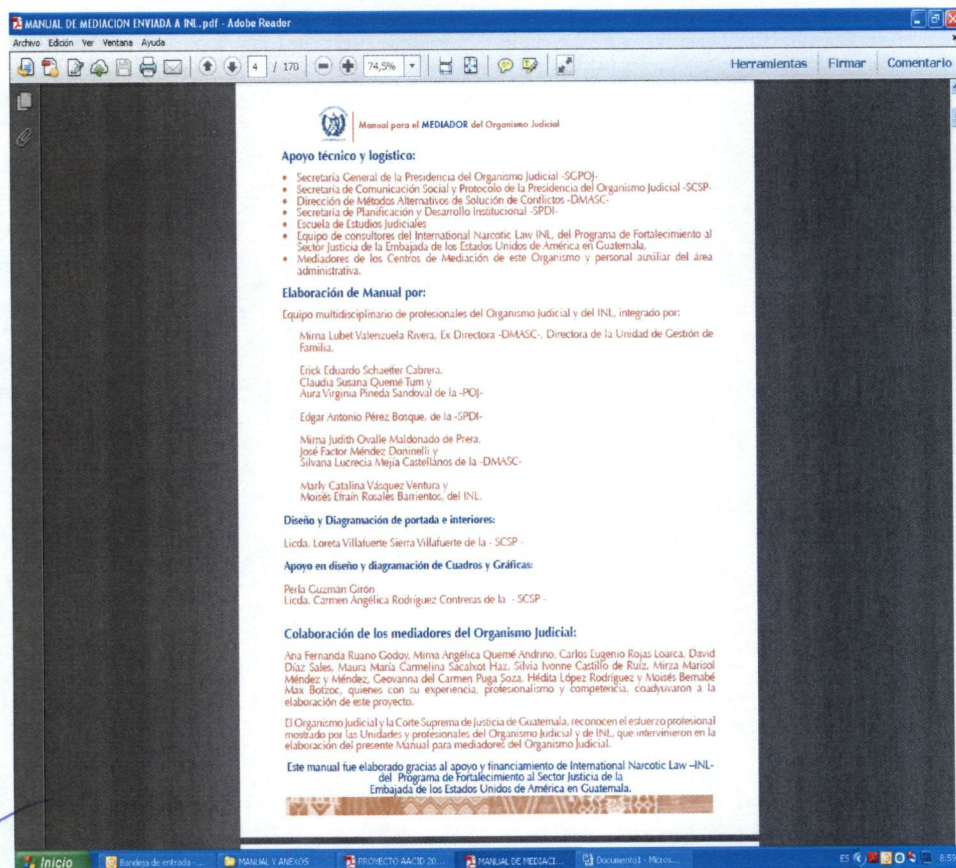 MANUAL DE MEDIACION ENVIADA A INL.pdf - Adobe Reader
Archivo Edición Ver Ventana Ayuda
4 / 170 74,5% Herramientas Firmar Comentario
Manual para el MEDIADOR del Organismo Judicial
Apoyo técnico y logístico:
• Secretaría General de la Presidencia del Organismo Judicial -SGPOJ-
• Secretaría de Comunicación Social y Protocolo de la Presidencia del Organismo Judicial -SCSP-
• Dirección de Métodos Alternativos de Solución de Conflictos -DMASC-
• Secretaría de Planificación y Desarrollo Institucional -SPDI-
• Escuela de Estudios Judiciales
• Equipo de consultores del International Narcotic Law INL, del Programa de Fortalecimiento al
Sector Justicia de la Embajada de los Estados Unidos de América en Guatemala.
• Mediadores de los Centros de Mediación de este Organismo y personal auxiliar del área
administrativa.
Elaboración de Manual por:
Equipo multidisciplinario de profesionales del Organismo Judicial y del INL, integrado por:
Mirna Lubet Valenzuela Rivera, Ex Directora -DMASC-, Directora de la Unidad de Gestión de
Familia.
Erick Eduardo Schaeffer Cabrera,
Claudia Susana Quemé Tum y
Aura Virginia Pineda Sandoval de la -POJ-
Edgar Antonio Pérez Bosque, de la -SPDI-
Mirna Judith Ovalle Maldonado de Prera,
José Factor Méndez Doninelli y
Silvana Lucrecia Mejía Castellanos de la -DMASC-
Marly Catalina Vásquez Ventura y
Moisés Efraín Rosales Barrientos, del INL.
Diseño y Diagramación de portada e interiores:
Licda. Loreta Villafuerte Sierra Villafuerte de la - SCSP -
Apoyo en diseño y diagramación de Cuadros y Gráficas:
Perla Guzmán Girón
Licda. Carmen Angélica Rodríguez Contreras de la - SCSP -
Colaboración de los mediadores del Organismo Judicial:
Ana Fernanda Ruano Godoy, Mirna Angélica Quemé Andrino, Carlos Eugenio Rojas Loarca, David
Díaz Sales, Maura María Carmelina Sacalxot Haz, Silvia Ivonne Castillo de Ruíz, Mirza Marisol
Méndez y Méndez, Geovanna del Carmen Puga Soza, Hédita López Rodríguez y Moisés Bernabé
Max Botzoc, quienes con su experiencia, profesionalismo y competencia, coadyuvaron a la
elaboración de este proyecto.
El Organismo Judicial y la Corte Suprema de Justicia de Guatemala, reconocen el esfuerzo profesional
mostrado por las Unidades y profesionales del Organismo Judicial y de INL, que intervinieron en la
elaboración del presente Manual para mediadores del Organismo Judicial.
Este manual fue elaborado gracias al apoyo y financiamiento de International Narcotic Law –INL-
del Programa de Fortalecimiento al Sector Justicia de la
Embajada de los Estados Unidos de América en Guatemala.
Inicio Bandeja de entrada -... MANUAL Y ANEXOS PROYECTO AACID 20... MANUAL DE MEDIACI... Documento1 - Micros... ES 8:59